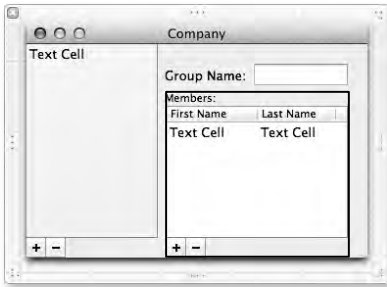 Company
Text Cell
Group Name:
Members:
First Name Last Name
Text Cell Text Cell
+ - + -